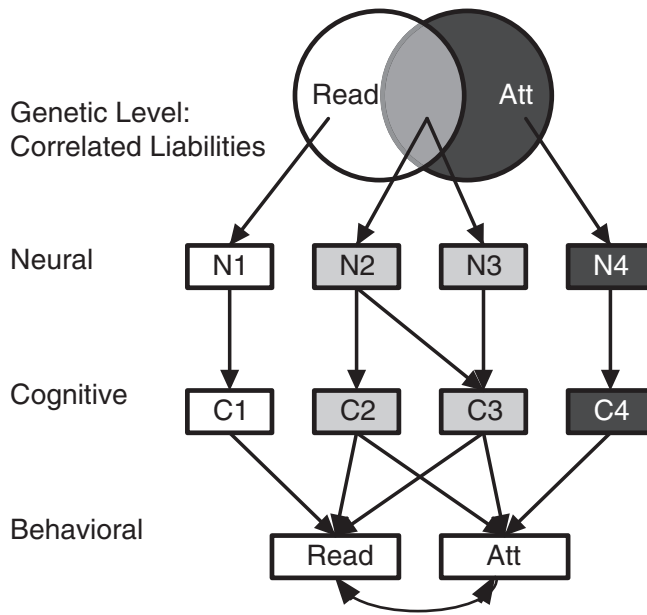 Read Att
Genetic Level:
Correlated Liabilities
Neural N1 N2 N3 N4
Cognitive C1 C2 C3 C4
Behavioral
Read Att